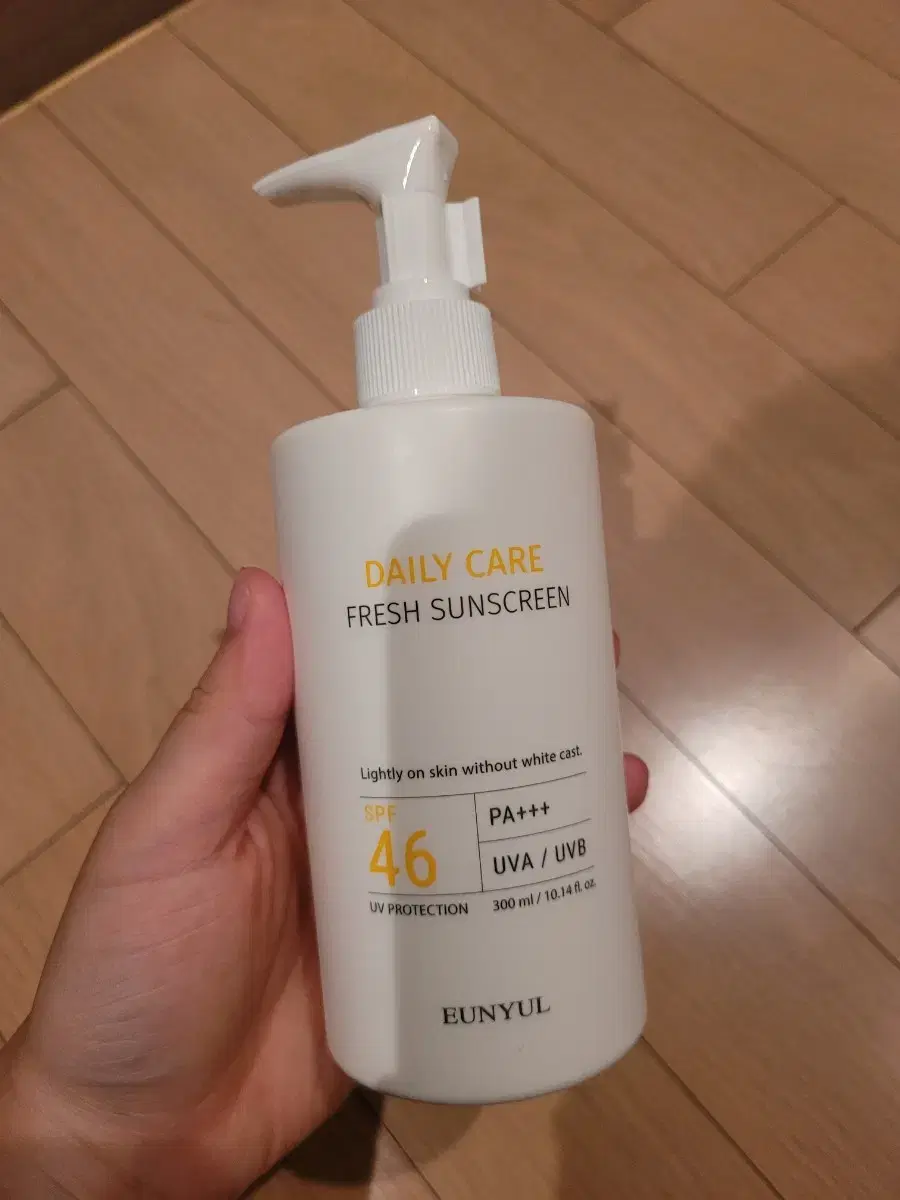 DAILY CARE
FRESH SUNSCREEN
Lightly on skin without white cast.
SPF
46
UV PROTECTION
PA+++
UVA / UVB
300 ml / 10.14 fl. oz.
EUNYUL